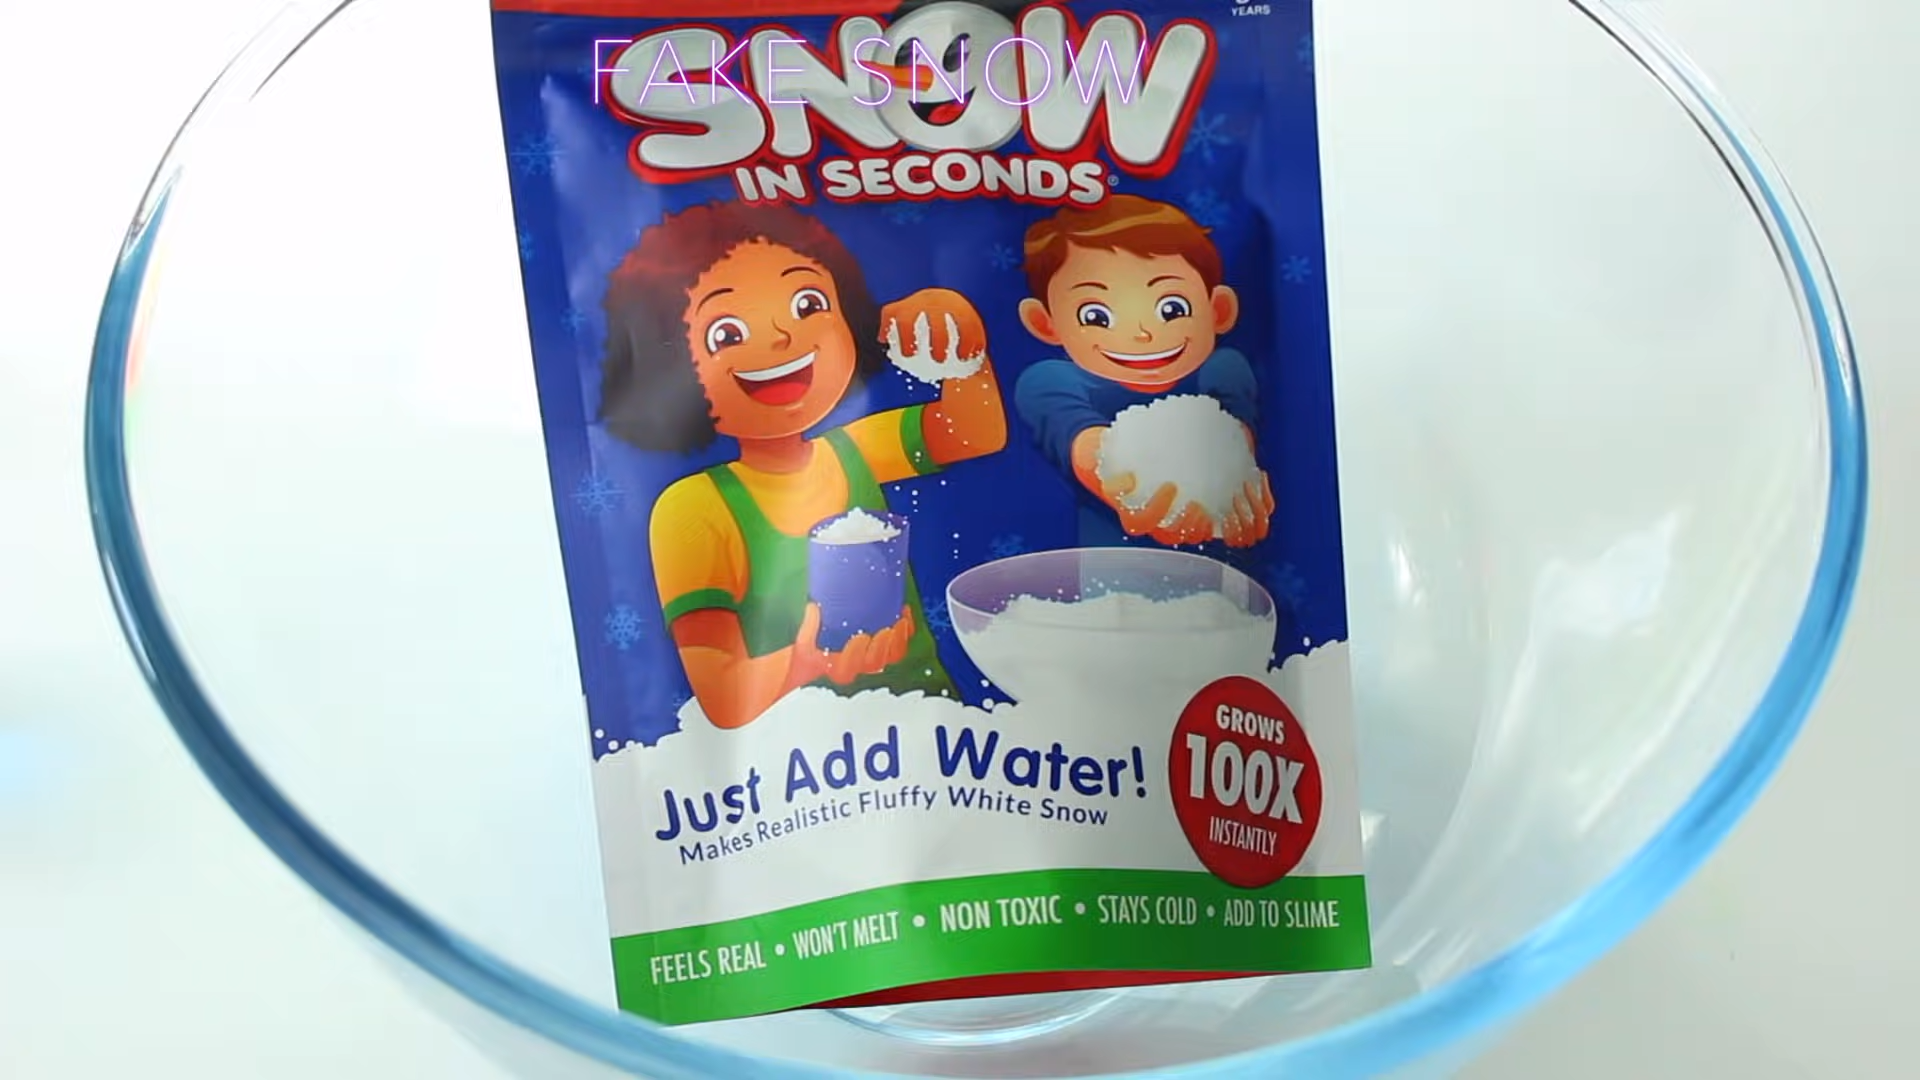 YEARS
FAKE SNOW
SNOW
IN SECONDS®
Just Add Water!
Makes Realistic Fluffy White Snow
GROWS
100X
INSTANTLY
FEELS REAL • WON'T MELT • NON TOXIC • STAYS COLD • ADD TO SLIME